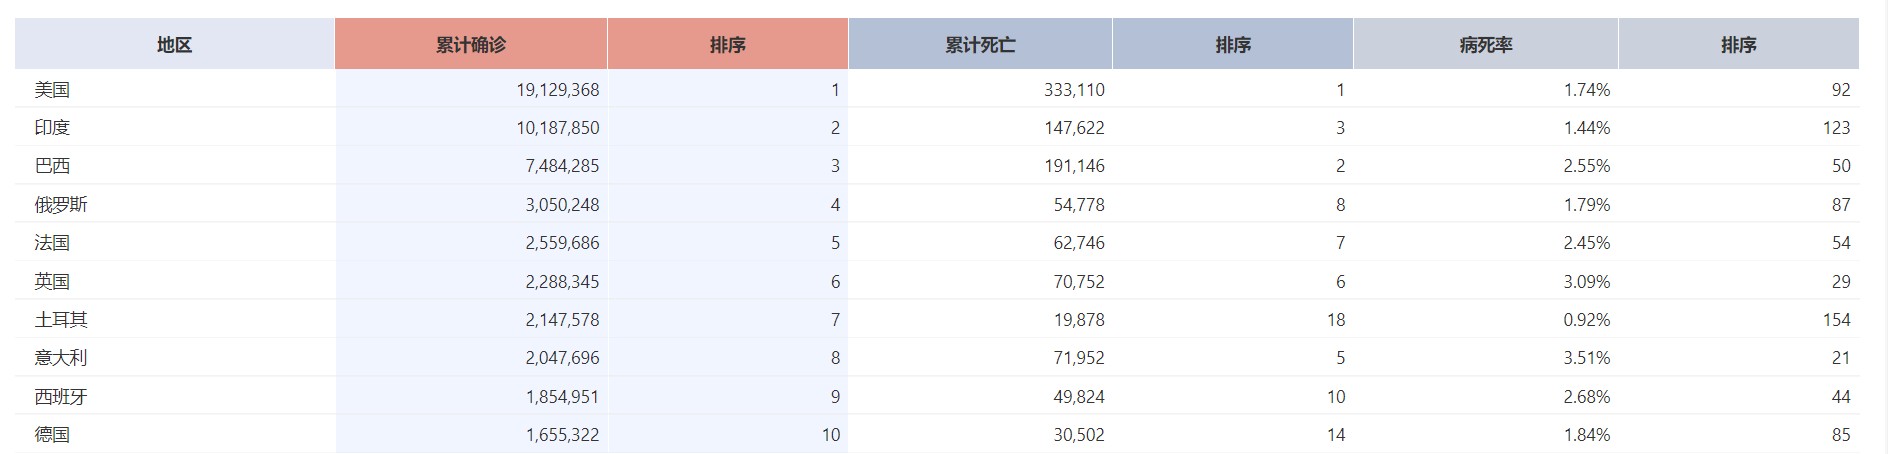 地区 累计确诊 排序 累计死亡 排序 病死率 排序
美国 19,129,368 1 333,110 1 1.74% 92
印度 10,187,850 2 147,622 3 1.44% 123
巴西 7,484,285 3 191,146 2 2.55% 50
俄罗斯 3,050,248 4 54,778 8 1.79% 87
法国 2,559,686 5 62,746 7 2.45% 54
英国 2,288,345 6 70,752 6 3.09% 29
土耳其 2,147,578 7 19,878 18 0.92% 154
意大利 2,047,696 8 71,952 5 3.51% 21
西班牙 1,854,951 9 49,824 10 2.68% 44
德国 1,655,322 10 30,502 14 1.84% 85